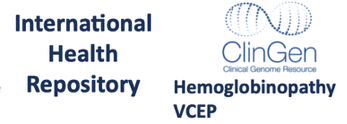 International
Health
Repository
ClinGen
Clinical Genome Resource
Hemoglobinopathy
VCEP